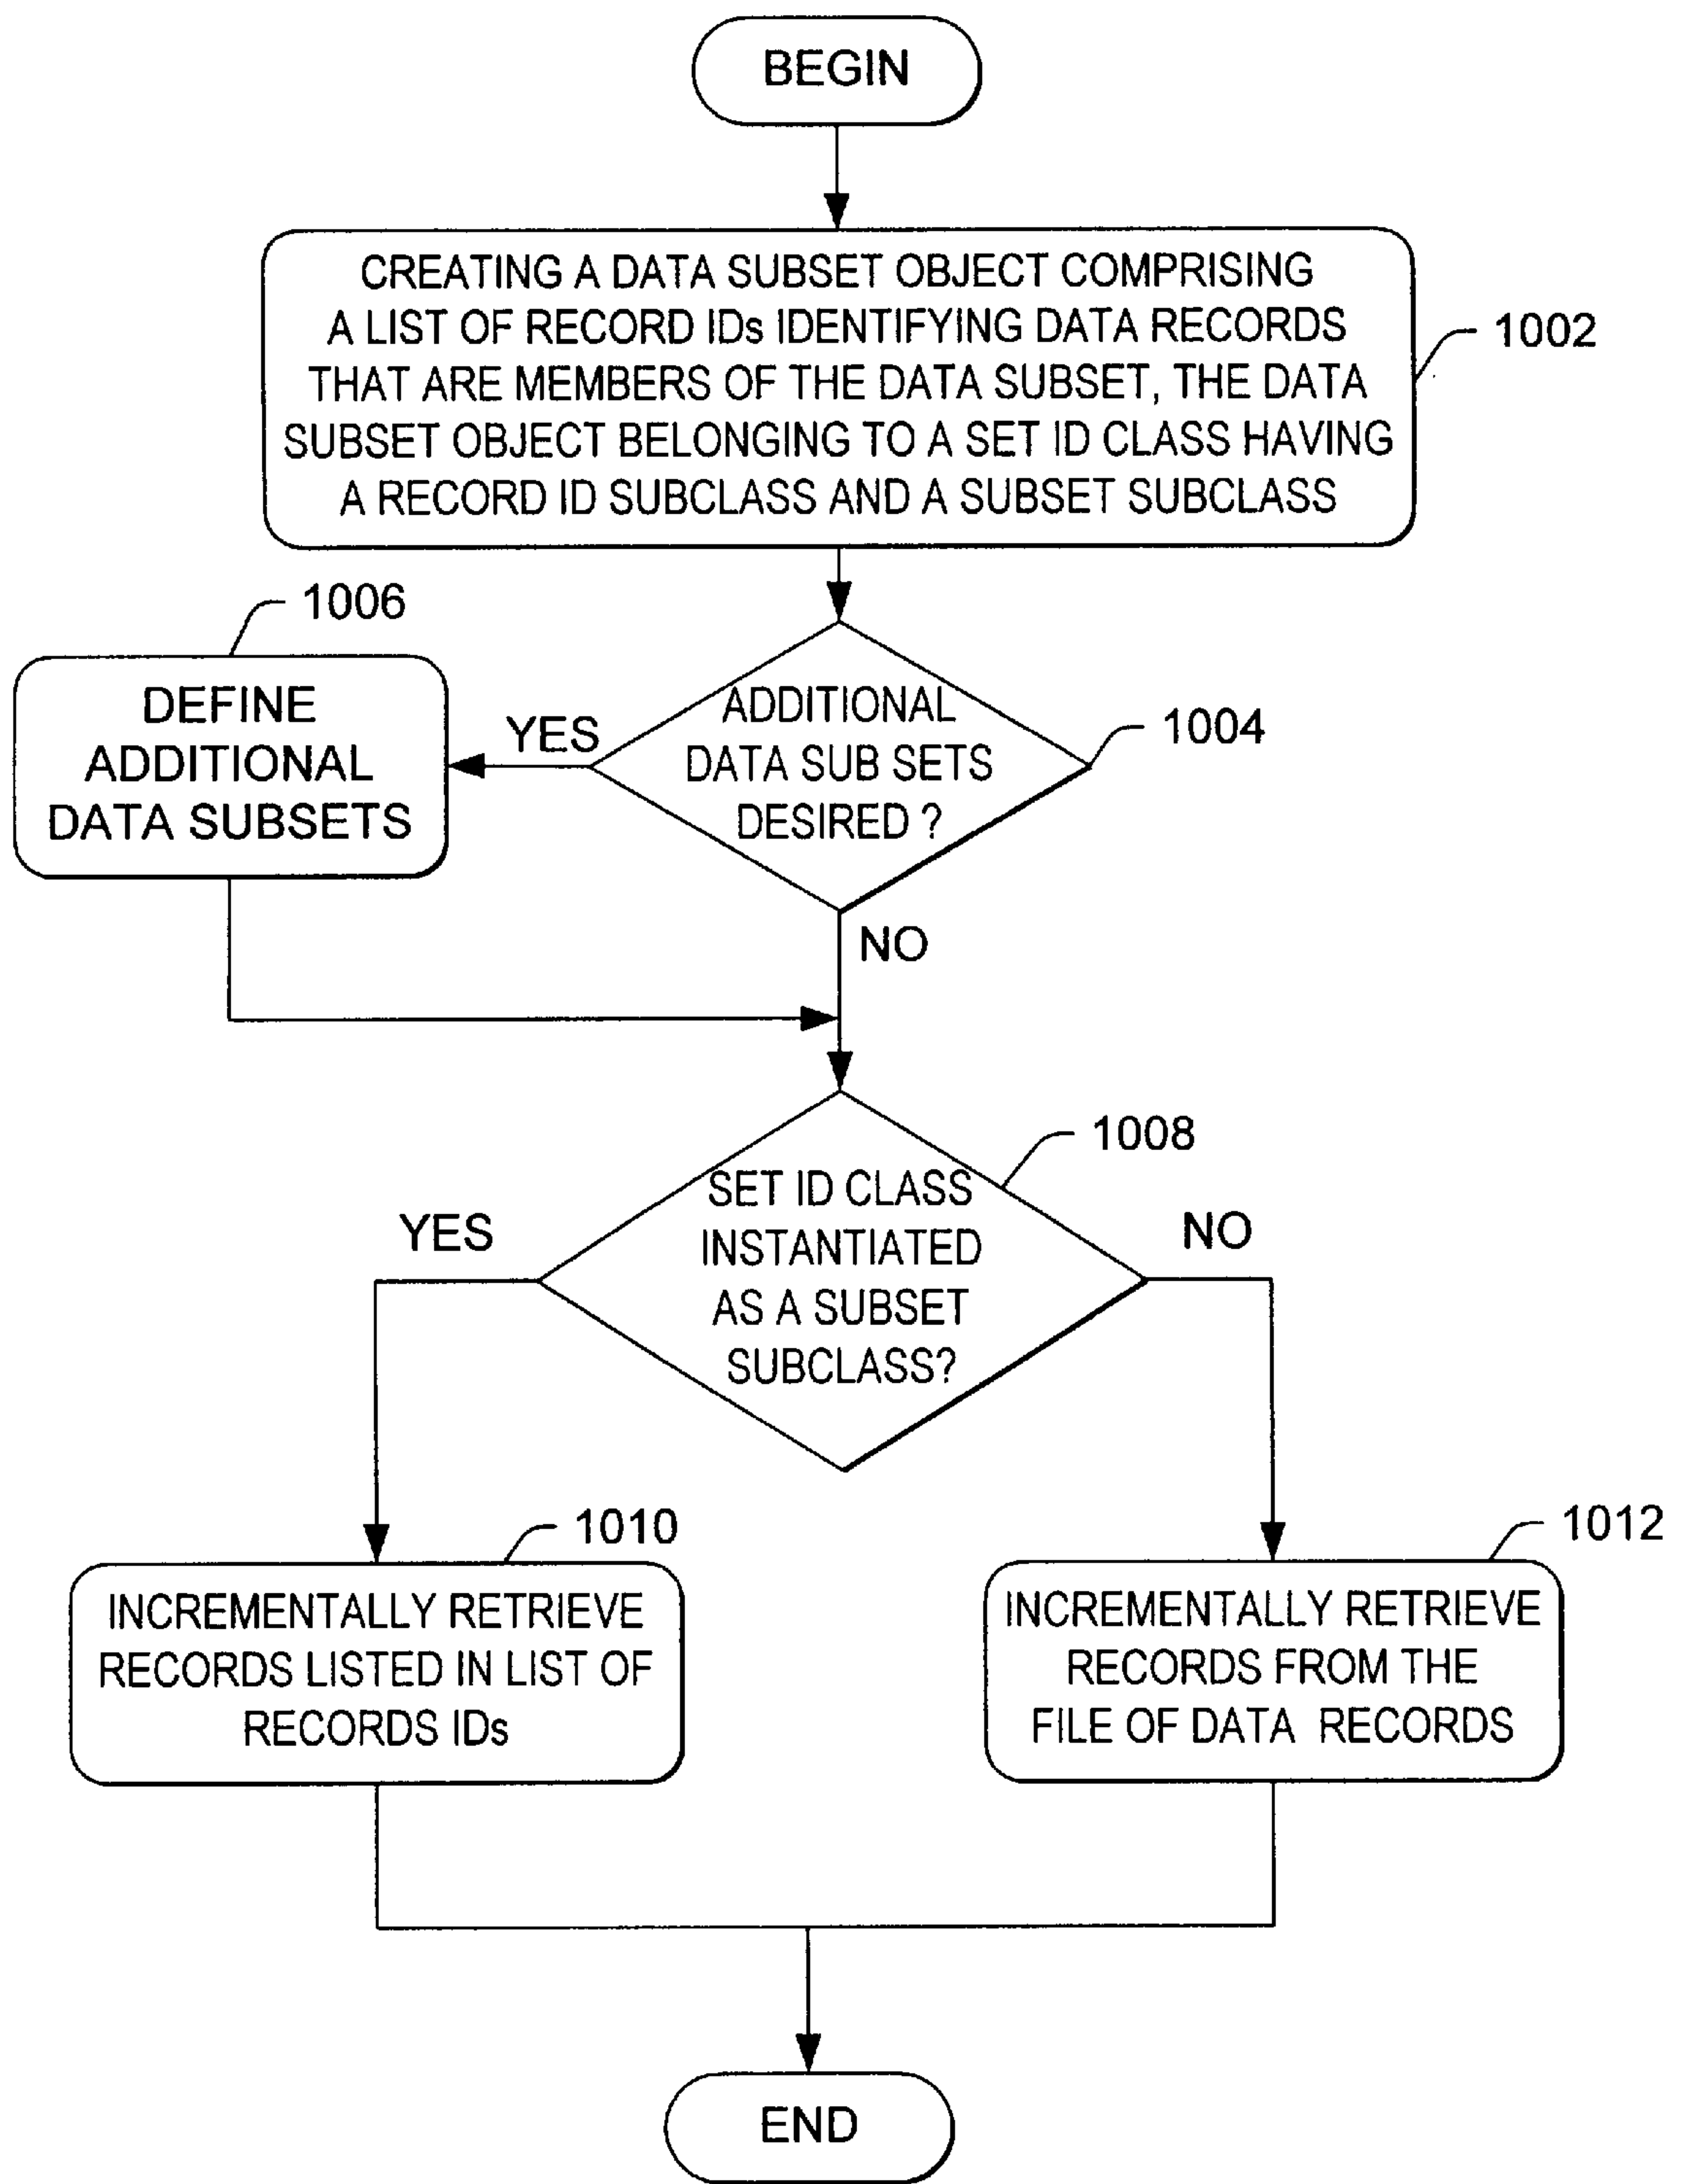 BEGIN
CREATING A DATA SUBSET OBJECT COMPRISING
A LIST OF RECORD IDs IDENTIFYING DATA RECORDS
THAT ARE MEMBERS OF THE DATA SUBSET, THE DATA
SUBSET OBJECT BELONGING TO A SET ID CLASS HAVING
A RECORD ID SUBCLASS AND A SUBSET SUBCLASS
1002
1006
DEFINE
ADDITIONAL
DATA SUBSETS
YES
ADDITIONAL
DATA SUB SETS
DESIRED ?
1004
NO
1008
SET ID CLASS
INSTANTIATED
AS A SUBSET
SUBCLASS?
YES
NO
1010
INCREMENTALLY RETRIEVE
RECORDS LISTED IN LIST OF
RECORDS IDs
1012
INCREMENTALLY RETRIEVE
RECORDS FROM THE
FILE OF DATA RECORDS
END